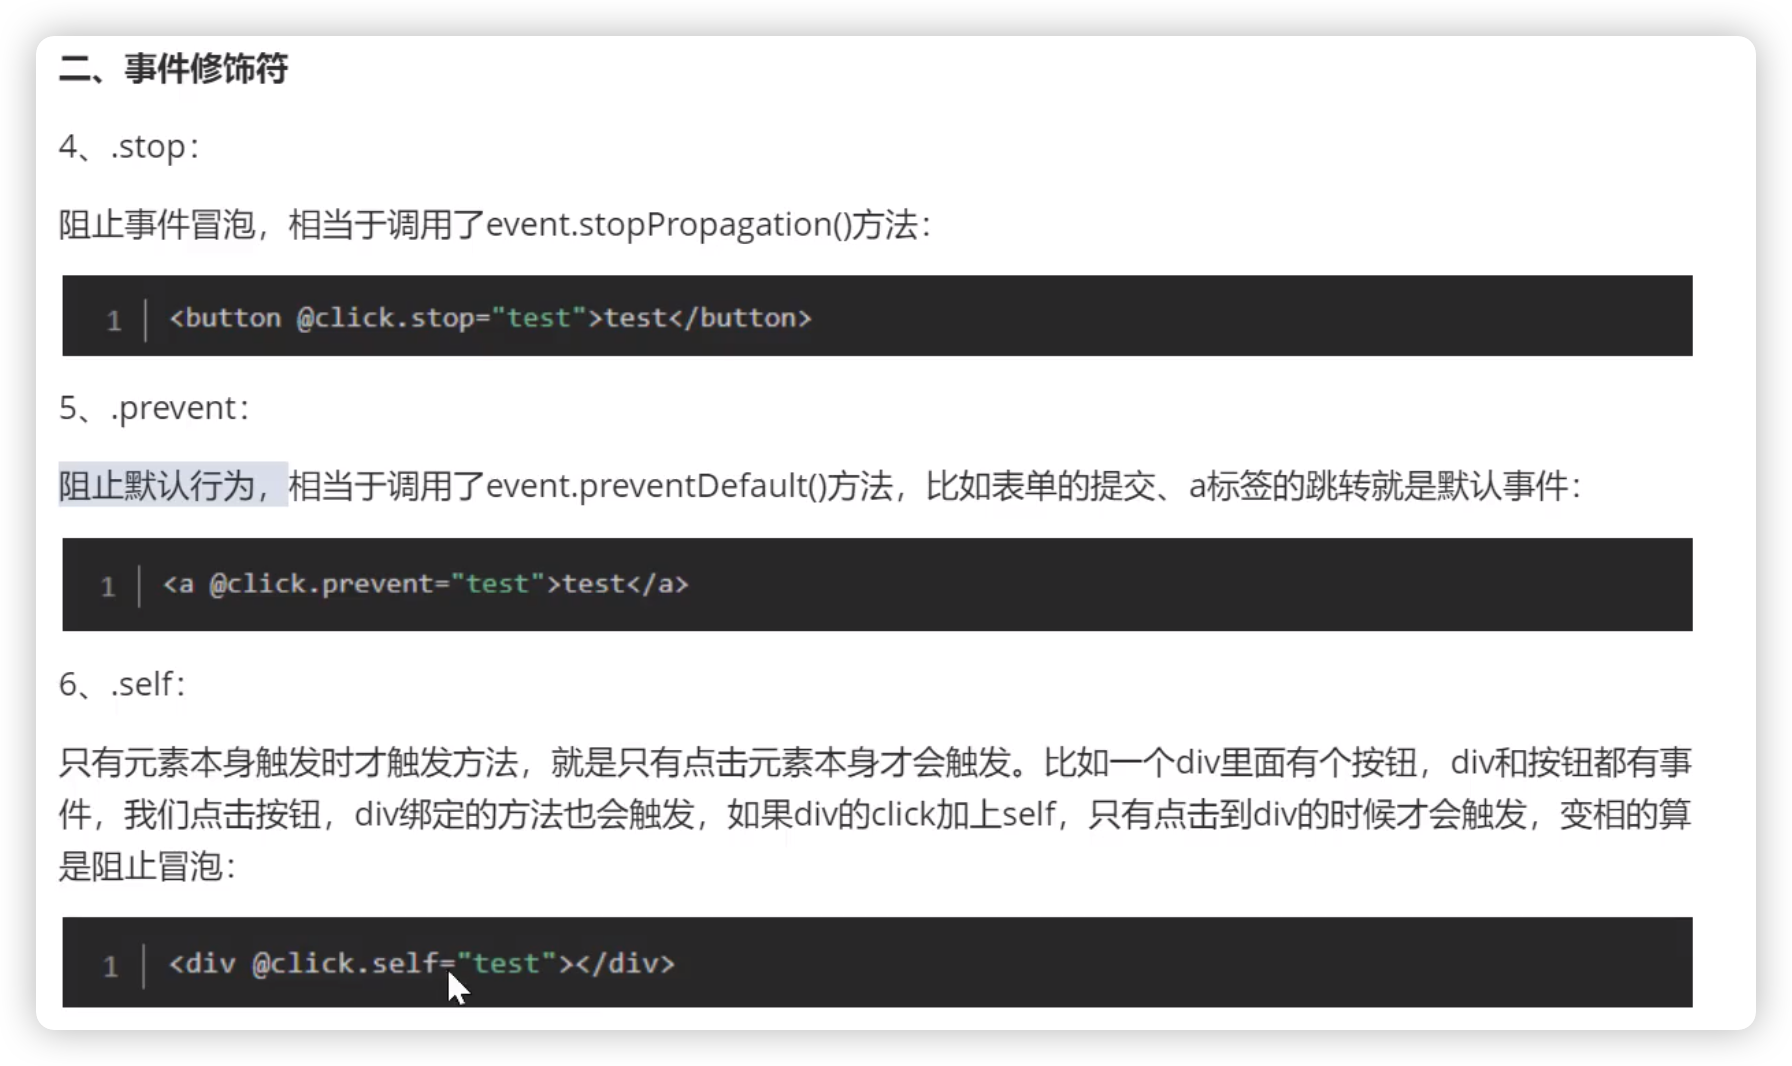 二、事件修饰符
4、.stop：
阻止事件冒泡，相当于调用了event.stopPropagation()方法：
1 <button @click.stop="test">test</button>
5、.prevent：
阻止默认行为，相当于调用了event.preventDefault()方法，比如表单的提交、a标签的跳转就是默认事件：
1 <a @click.prevent="test">test</a>
6、.self：
只有元素本身触发时才触发方法，就是只有点击元素本身才会触发。比如一个div里面有个按钮，div和按钮都有事
件，我们点击按钮，div绑定的方法也会触发，如果div的click加上self，只有点击到div的时候才会触发，变相的算
是阻止冒泡：
1 <div @click.self="test"></div>